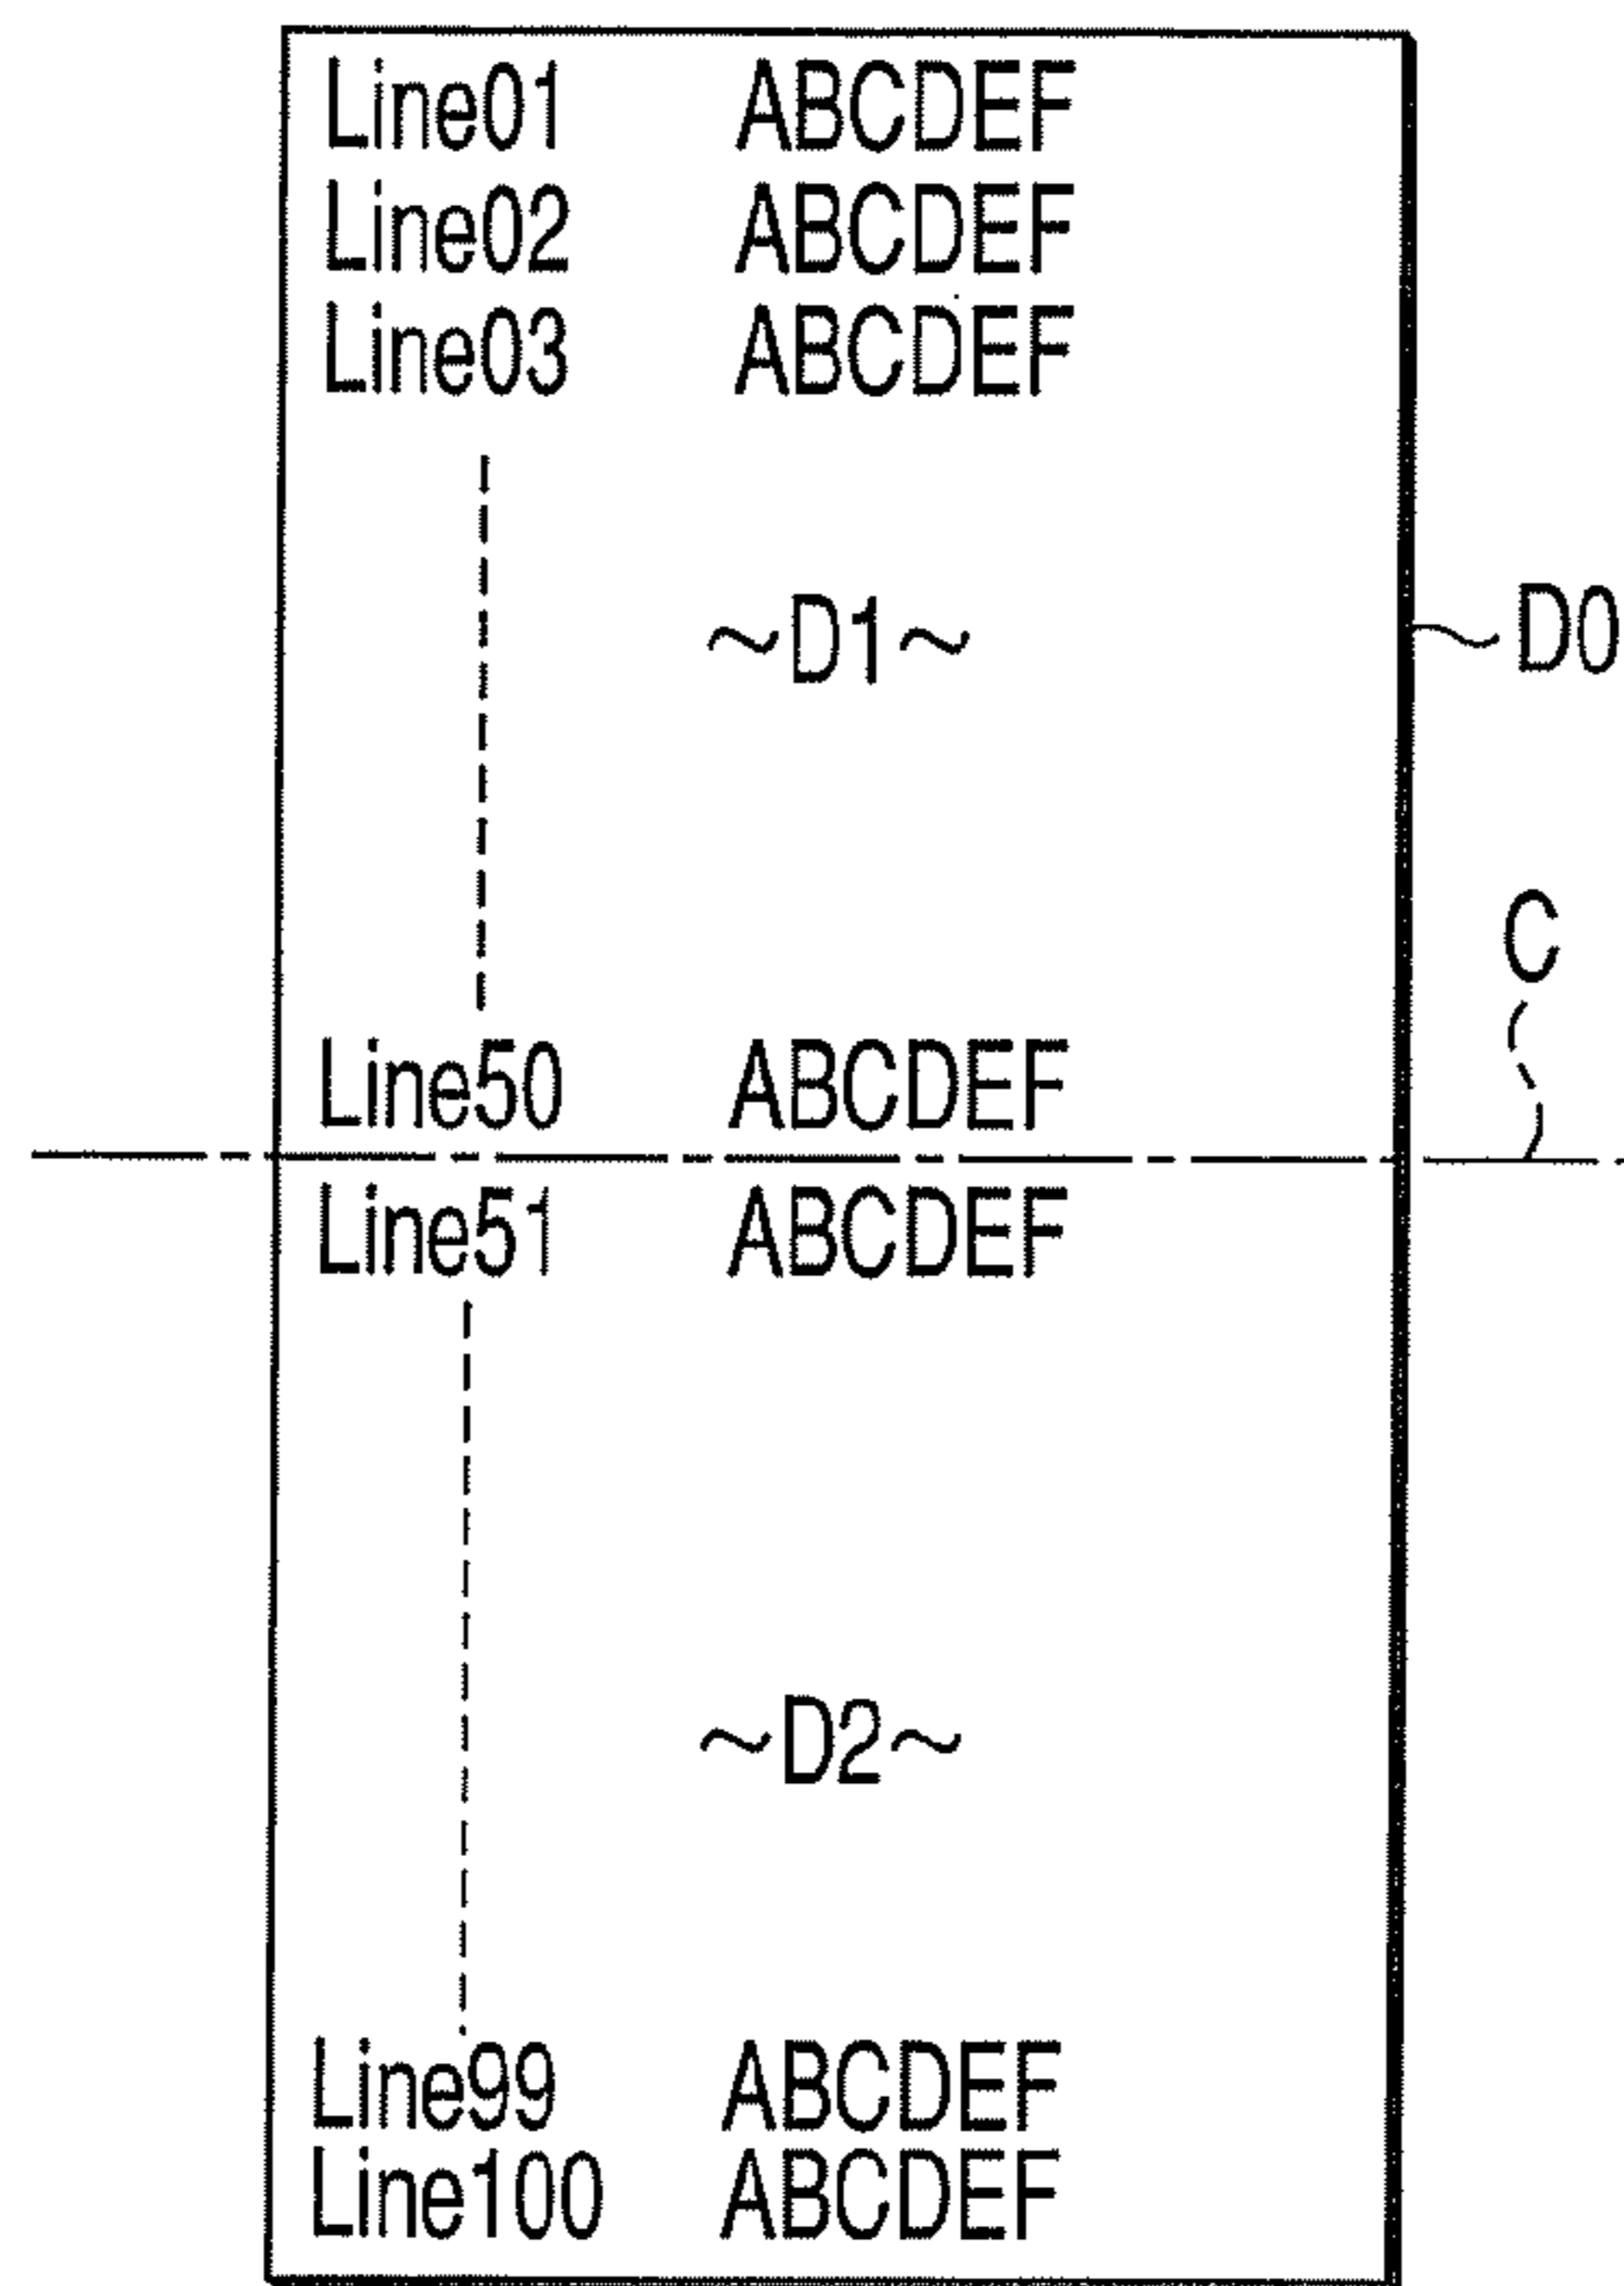 Line01 ABCDEF
Line02 ABCDEF
Line03 ABCDEF
~D1~
~D0
C
Line50 ABCDEF
Line51 ABCDEF
~D2~
Line99 ABCDEF
Line100 ABCDEF